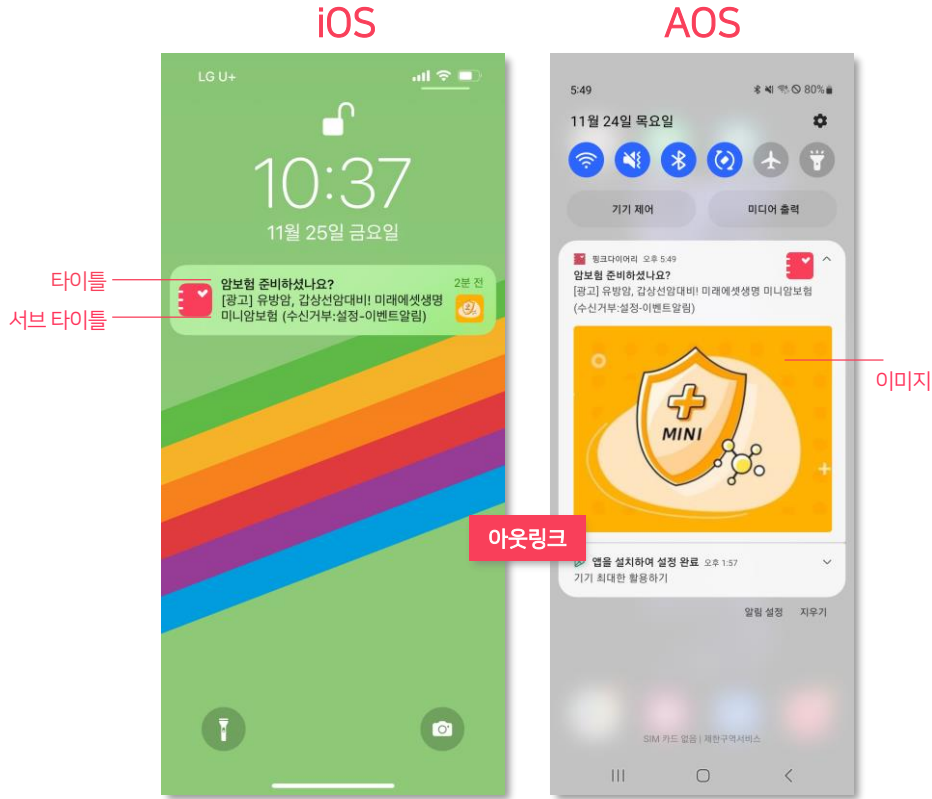 iOS
AOS
LG U+
10:37
11월 25일 금요일
타이틀
서브 타이틀
암보험 준비하셨나요?
2분 전
[광고] 유방암, 갑상선암대비! 미래에셋생명
미니암보험 (수신거부:설정-이벤트알림)
5:49
80%
11월 24일 목요일
기기 제어
미디어 출력
핑크다이어리 오후 5:49
암보험 준비하셨나요?
[광고] 유방암, 갑상선암대비! 미래에셋생명 미니암보험
(수신거부:설정-이벤트알림)
MINI
이미지
아웃링크
앱을 설치하여 설정 완료 오후 1:57
기기 최대한 활용하기
알림 설정 지우기
SIM 카드 없음 | 제한구역서비스